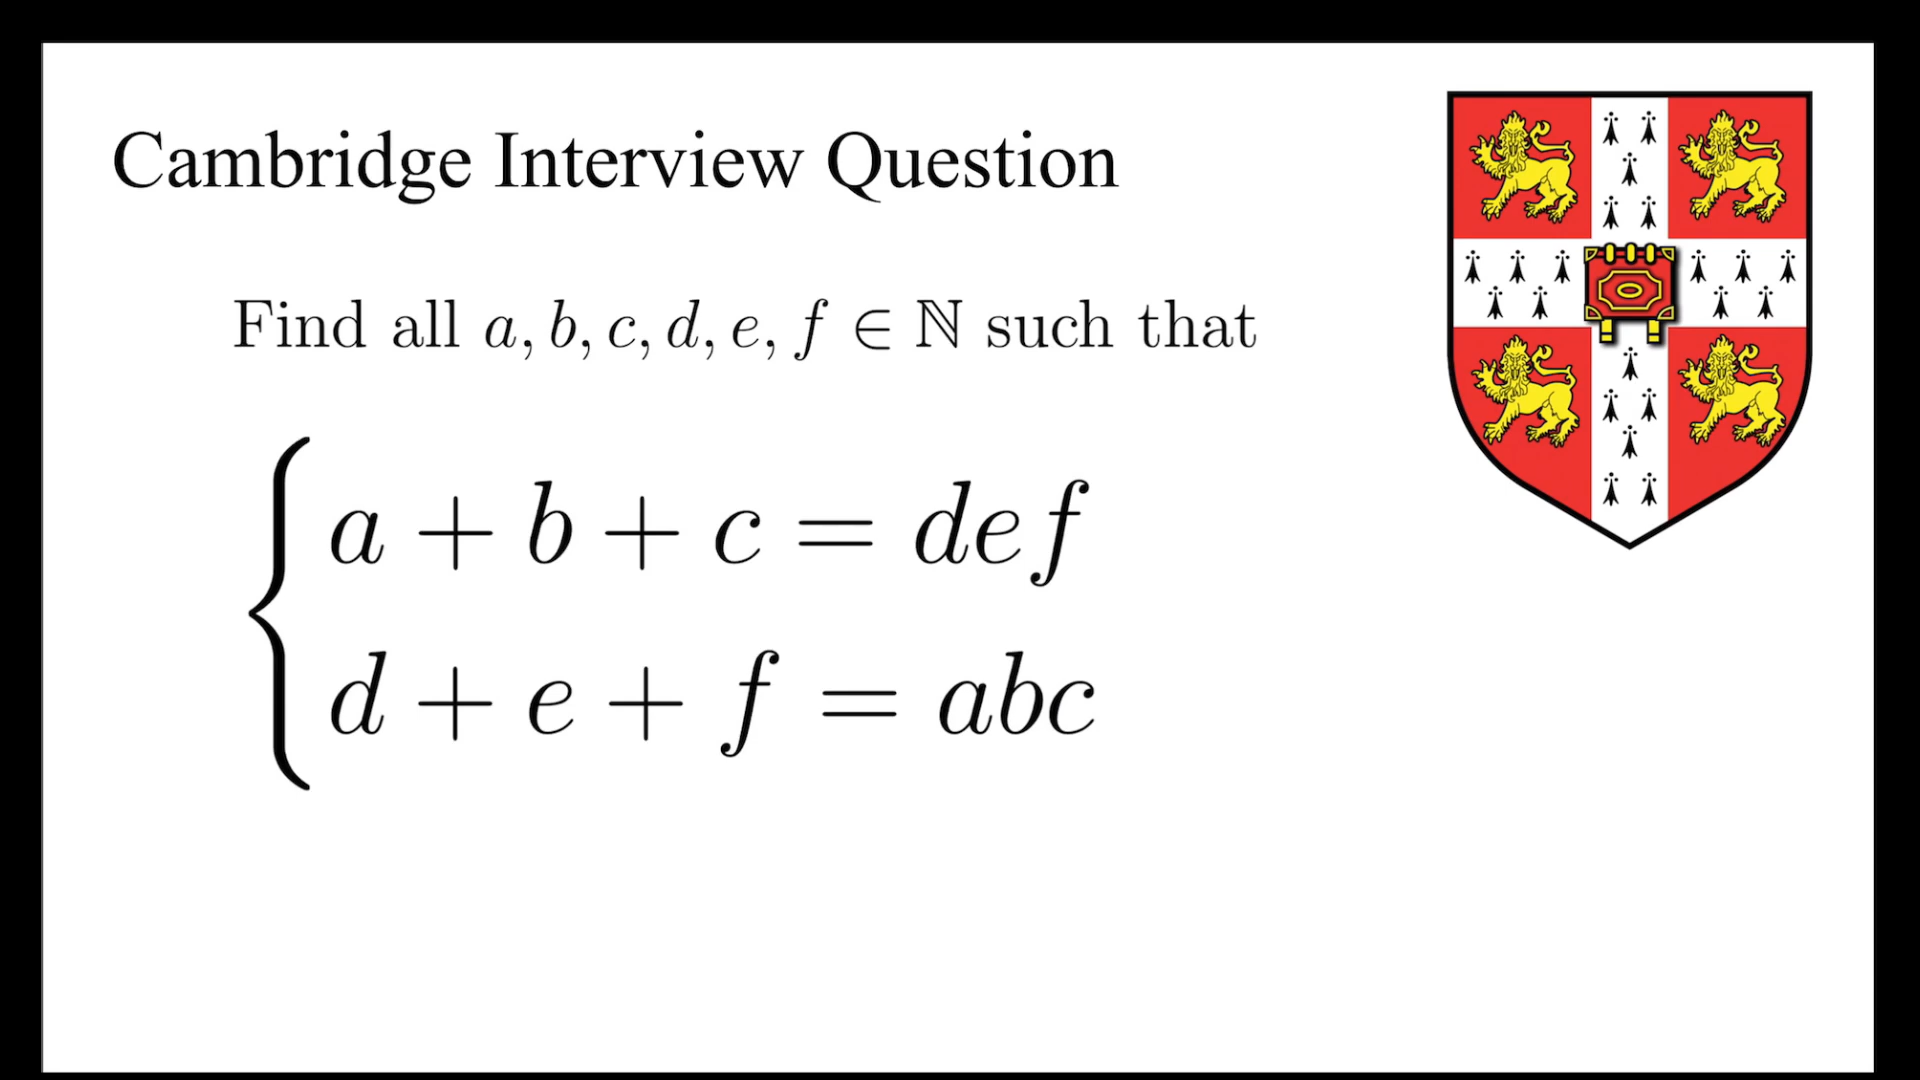 Cambridge Interview Question
Find all a, b, c, d, e, f ∈ ℕ such that
a + b + c = def
d + e + f = abc